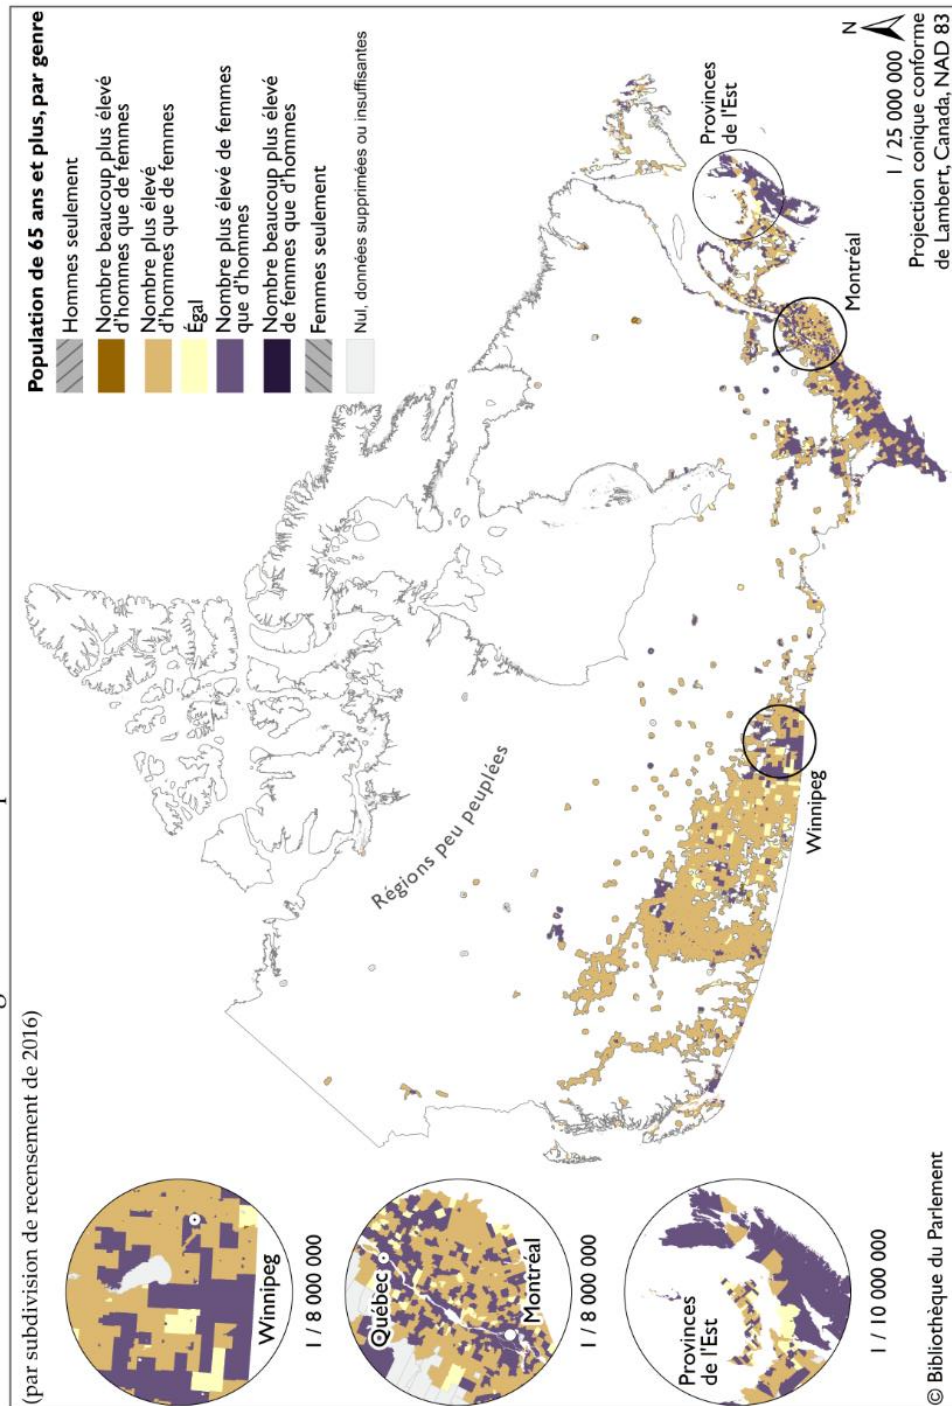 (par subdivision de recensement de 2016)
Population de 65 ans et plus, par genre
Hommes seulement
Nombre beaucoup plus élevé
d'hommes que de femmes
Nombre plus élevé
d'hommes que de femmes
Égal
Nombre plus élevé de femmes
que d'hommes
Nombre beaucoup plus élevé
de femmes que d'hommes
Femmes seulement
Nul, données supprimées ou insuffisantes
Winnipeg
1 / 8 000 000
Québec
Montréal
1 / 8 000 000
Provinces
de l'Est
1 / 10 000 000
Régions peu peuplées
Winnipeg
Montréal
Provinces
de l'Est
N
1 / 25 000 000
Projection conique conforme
de Lambert, Canada, NAD 83
© Bibliothèque du Parlement